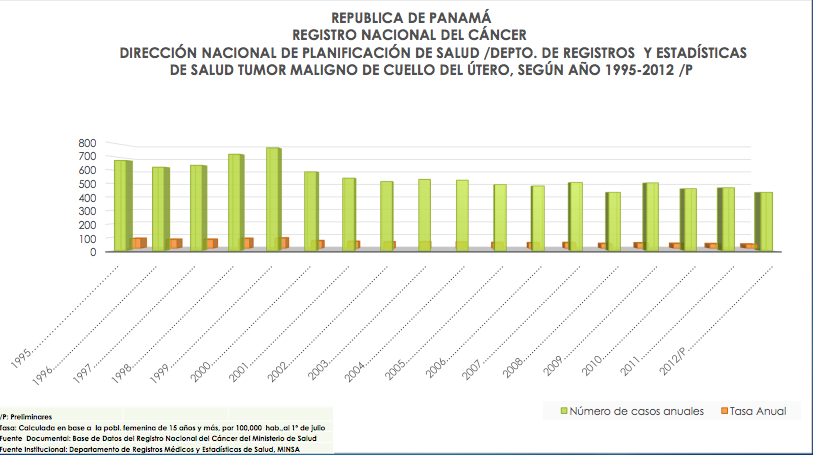 REPUBLICA DE PANAMÁ
REGISTRO NACIONAL DEL CÁNCER
DIRECCIÓN NACIONAL DE PLANIFICACIÓN DE SALUD /DEPTO. DE REGISTROS Y ESTADÍSTICAS
DE SALUD TUMOR MALIGNO DE CUELLO DEL ÚTERO, SEGÚN AÑO 1995-2012 /P
800
700
600
500
400
300
200
100
0
1995
1996
1997
1998
1999
2000
2001
2002
2003
2004
2005
2006
2007
2008
2009
2010
2011
2012/P
Número de casos anuales
Tasa Anual
/P: Preliminares
Tasa: Calculada en base a la pobl. femenina de 15 años y más, por 100,000 hab.,al 1° de julio
Fuente Documental: Base de Datos del Registro Nacional del Cáncer del Ministerio de Salud
Fuente Institucional: Departamento de Registros Médicos y Estadísticas de Salud, MINSA